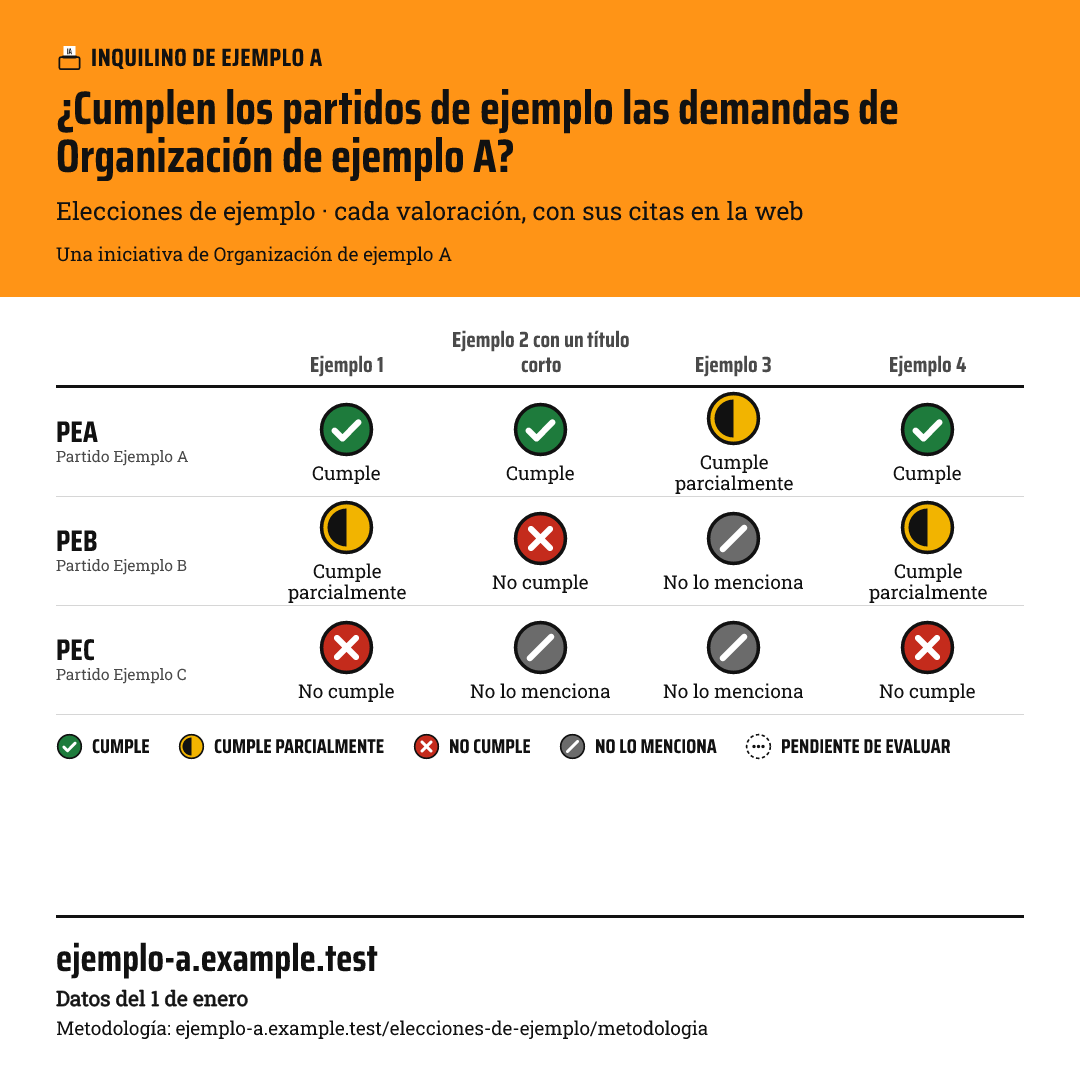 IA
INQUILINO DE EJEMPLO A
¿Cumplen los partidos de ejemplo las demandas de
Organización de ejemplo A?
Elecciones de ejemplo · cada valoración, con sus citas en la web
Una iniciativa de Organización de ejemplo A
Ejemplo 1
Ejemplo 2 con un título
corto
Ejemplo 3
Ejemplo 4
PEA
Partido Ejemplo A
Cumple
Cumple
Cumple
parcialmente
Cumple
PEB
Partido Ejemplo B
Cumple
parcialmente
No cumple
No lo menciona
Cumple
parcialmente
PEC
Partido Ejemplo C
No cumple
No lo menciona
No lo menciona
No cumple
CUMPLE
CUMPLE PARCIALMENTE
NO CUMPLE
NO LO MENCIONA
PENDIENTE DE EVALUAR
ejemplo-a.example.test
Datos del 1 de enero
Metodología: ejemplo-a.example.test/elecciones-de-ejemplo/metodologia